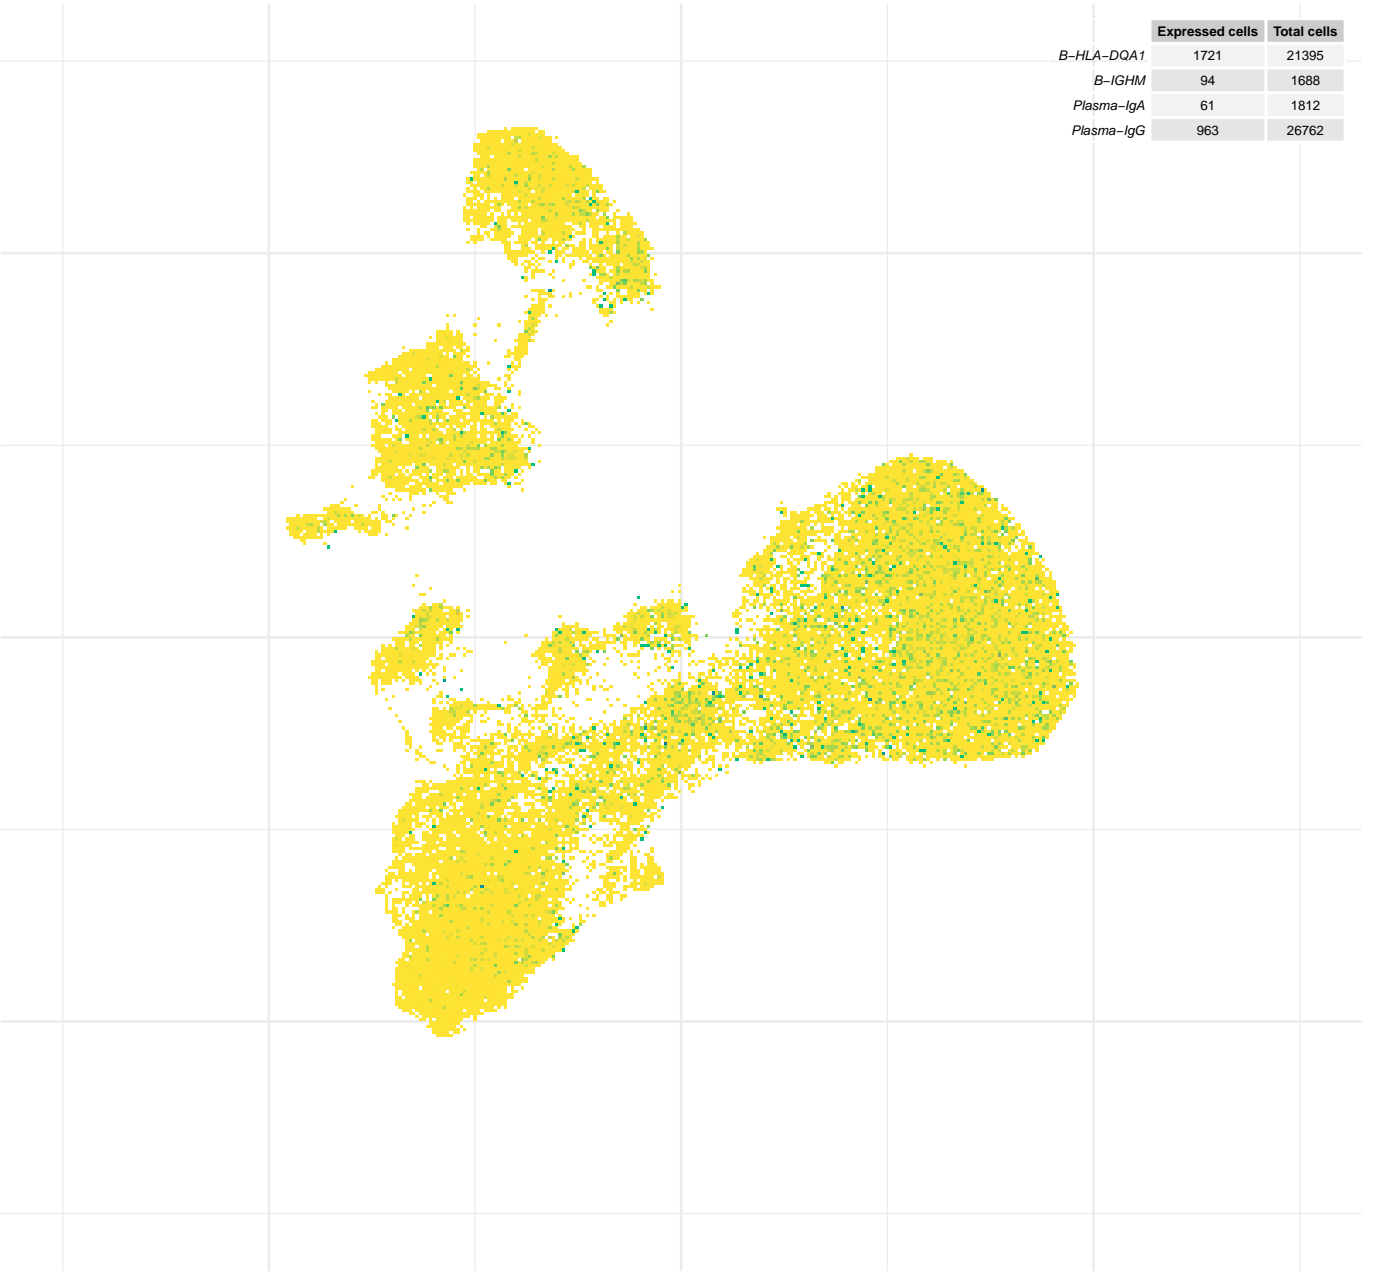 Expressed cells Total cells
B−HLA−DQA1 1721 21395
B−IGHM 94 1688
Plasma−IgA 61 1812
Plasma−IgG 963 26762